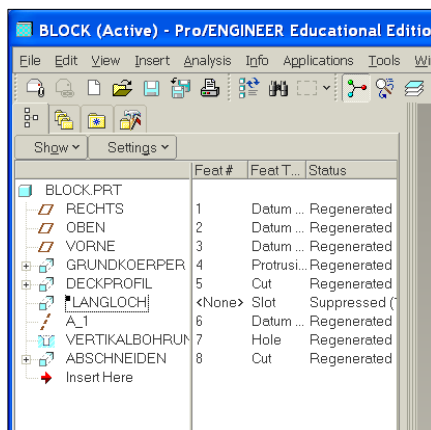 BLOCK (Active) - Pro/ENGINEER Educational Editio
File Edit View Insert Analysis Info Applications Tools Wi
Show Settings
Feat # Feat T... Status
BLOCK.PRT
RECHTS 1 Datum ... Regenerated
OBEN 2 Datum ... Regenerated
VORNE 3 Datum ... Regenerated
GRUNDKOERPER 4 Protrusi... Regenerated
DECKPROFIL 5 Cut Regenerated
LANGLOCH <None> Slot Suppressed (
A_1 6 Datum ... Regenerated
VERTIKALBOHRUN 7 Hole Regenerated
ABSCHNEIDEN 8 Cut Regenerated
Insert Here